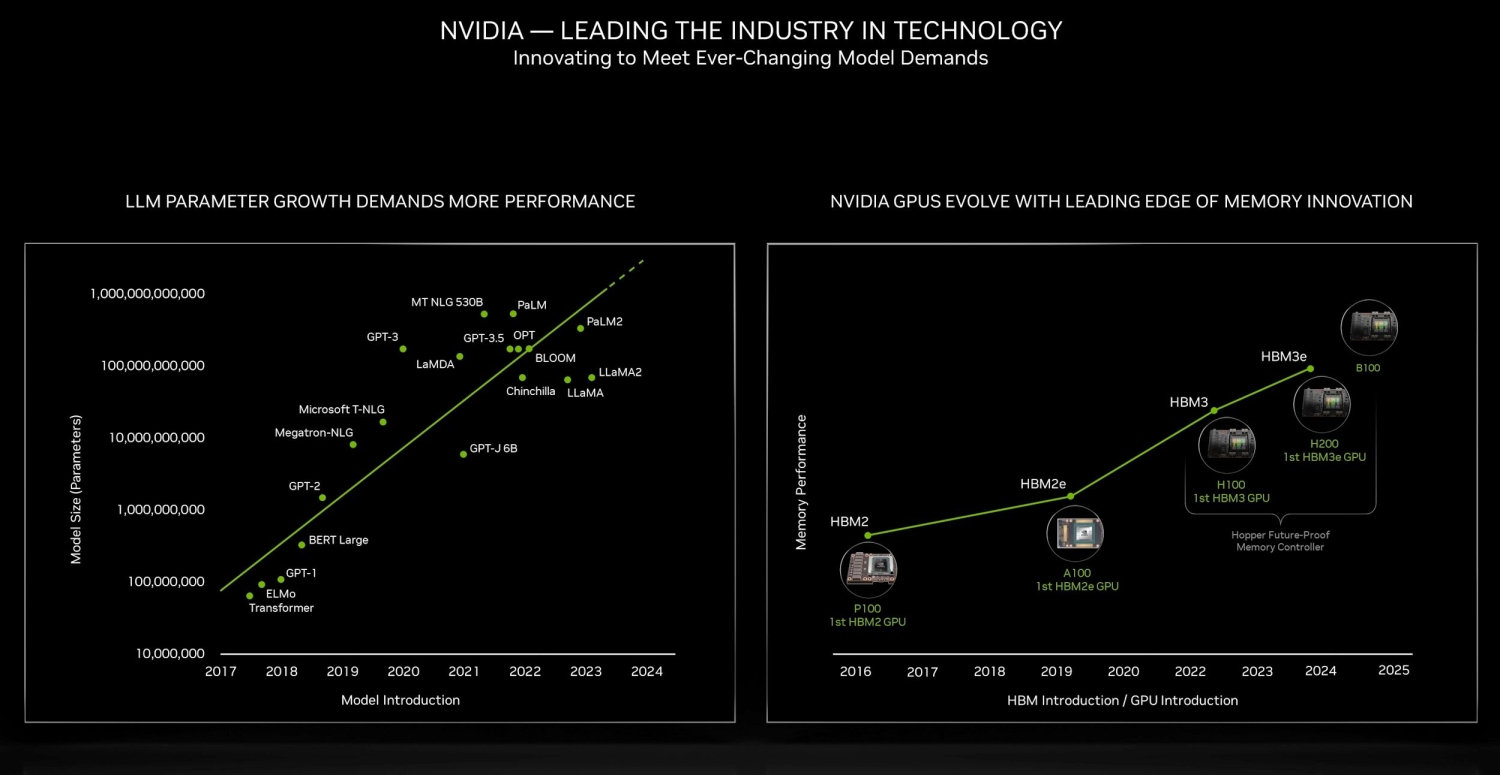 NVIDIA — LEADING THE INDUSTRY IN TECHNOLOGY
Innovating to Meet Ever-Changing Model Demands
LLM PARAMETER GROWTH DEMANDS MORE PERFORMANCE
Model Size (Parameters)
1,000,000,000,000
100,000,000,000
10,000,000,000
1,000,000,000
100,000,000
10,000,000
MT NLG 530B
PaLM
PaLM2
GPT-3
GPT-3.5
OPT
LaMDA
BLOOM
Chinchilla
LLaMA
LLaMA2
Microsoft T-NLG
Megatron-NLG
GPT-J 6B
GPT-2
BERT Large
GPT-1
ELMo
Transformer
2017 2018 2019 2020 2021 2022 2023 2024
Model Introduction
NVIDIA GPUS EVOLVE WITH LEADING EDGE OF MEMORY INNOVATION
Memory Performance
HBM2
P100
1st HBM2 GPU
HBM2e
A100
1st HBM2e GPU
HBM3
H100
1st HBM3 GPU
HBM3e
H200
1st HBM3e GPU
B100
Hopper Future-Proof
Memory Controller
2016 2017 2018 2019 2020 2022 2023 2024 2025
HBM Introduction / GPU Introduction